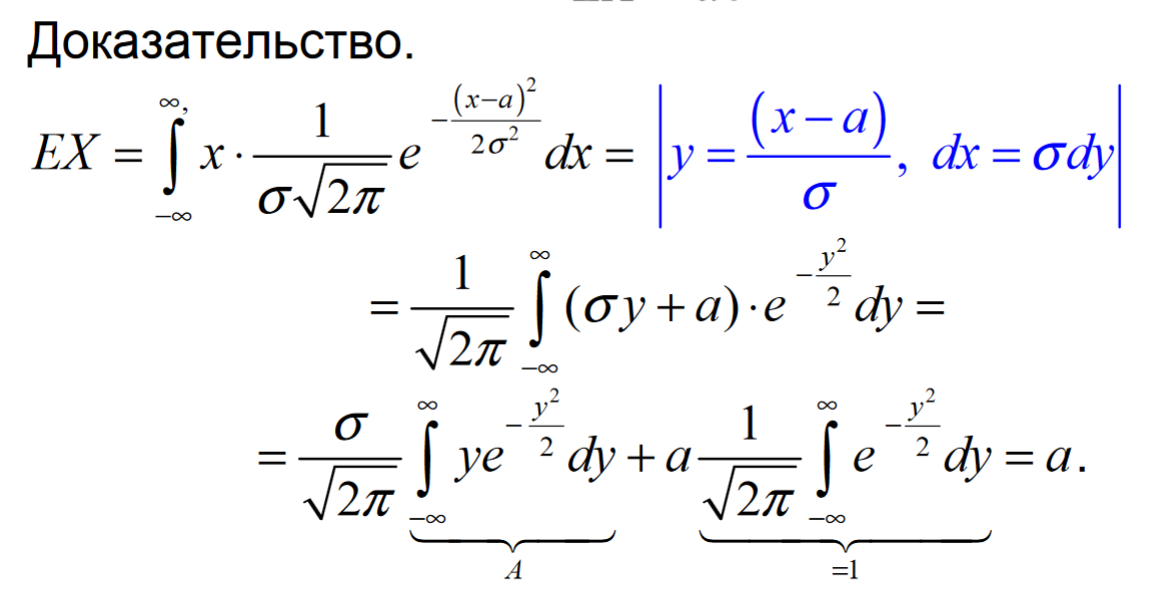 Доказательство.
EX = \int_{-\infty}^{\infty,} x \cdot \frac{1}{\sigma\sqrt{2\pi}} e^{-\frac{(x-a)^2}{2\sigma^2}} dx = \left| y = \frac{(x-a)}{\sigma}, dx = \sigma dy \right|
= \frac{1}{\sqrt{2\pi}} \int_{-\infty}^{\infty} (\sigma y + a) \cdot e^{-\frac{y^2}{2}} dy =
= \frac{\sigma}{\sqrt{2\pi}} \underbrace{\int_{-\infty}^{\infty} y e^{-\frac{y^2}{2}} dy}_{A} + a \underbrace{\frac{1}{\sqrt{2\pi}} \int_{-\infty}^{\infty} e^{-\frac{y^2}{2}} dy}_{=1} = a.